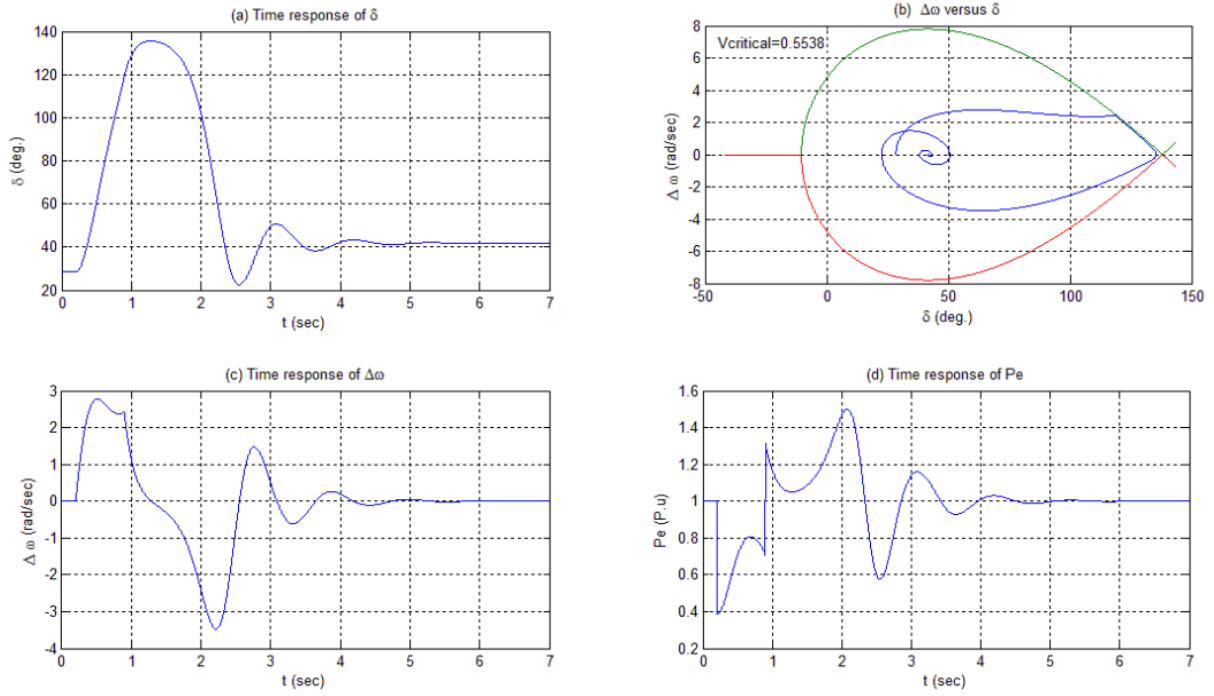 (a) Time response of δ
140
120
100
80
60
40
20
0 1 2 3 4 5 6 7
δ (deg.)
t (sec)
(b) Δω versus δ
Vcritical=0.5538
8
6
4
2
0
-2
-4
-6
-8
-50 0 50 100 150
Δ ω (rad/sec)
δ (deg.)
(c) Time response of Δω
3
2
1
0
-1
-2
-3
-4
0 1 2 3 4 5 6 7
Δ ω (rad/sec)
t (sec)
(d) Time response of Pe
1.6
1.4
1.2
1
0.8
0.6
0.4
0.2
0 1 2 3 4 5 6 7
Pe (P.u)
t (sec)